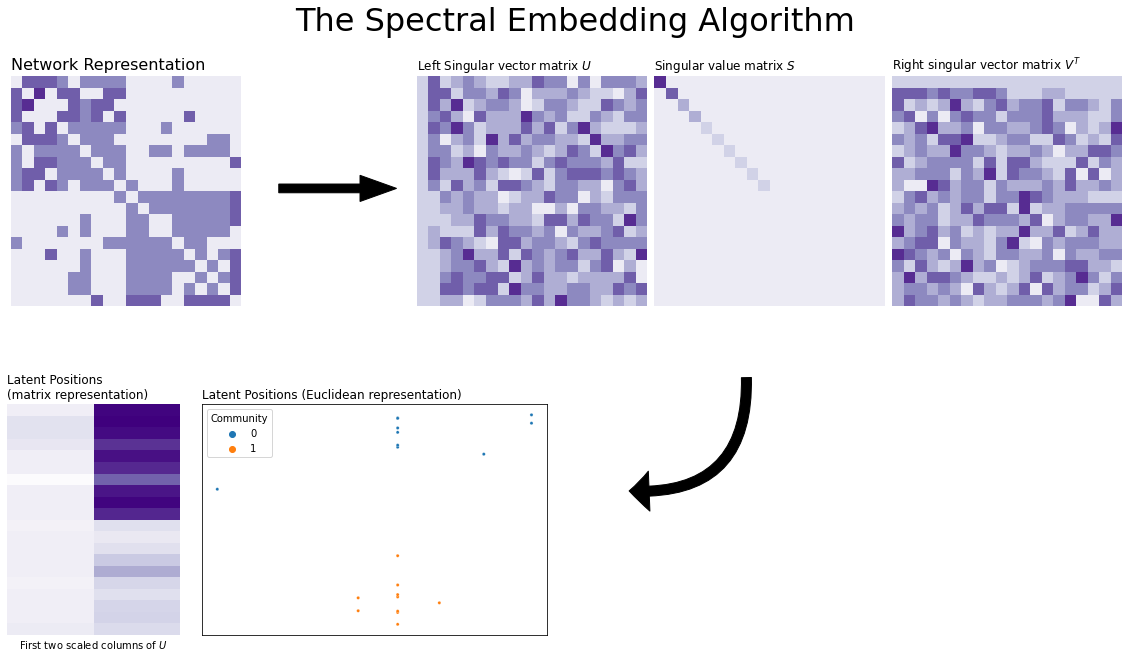 The Spectral Embedding Algorithm
Network Representation
Left Singular vector matrix U
Singular value matrix S
Right singular vector matrix V^T
Latent Positions
(matrix representation)
Latent Positions (Euclidean representation)
Community
0
1
First two scaled columns of U